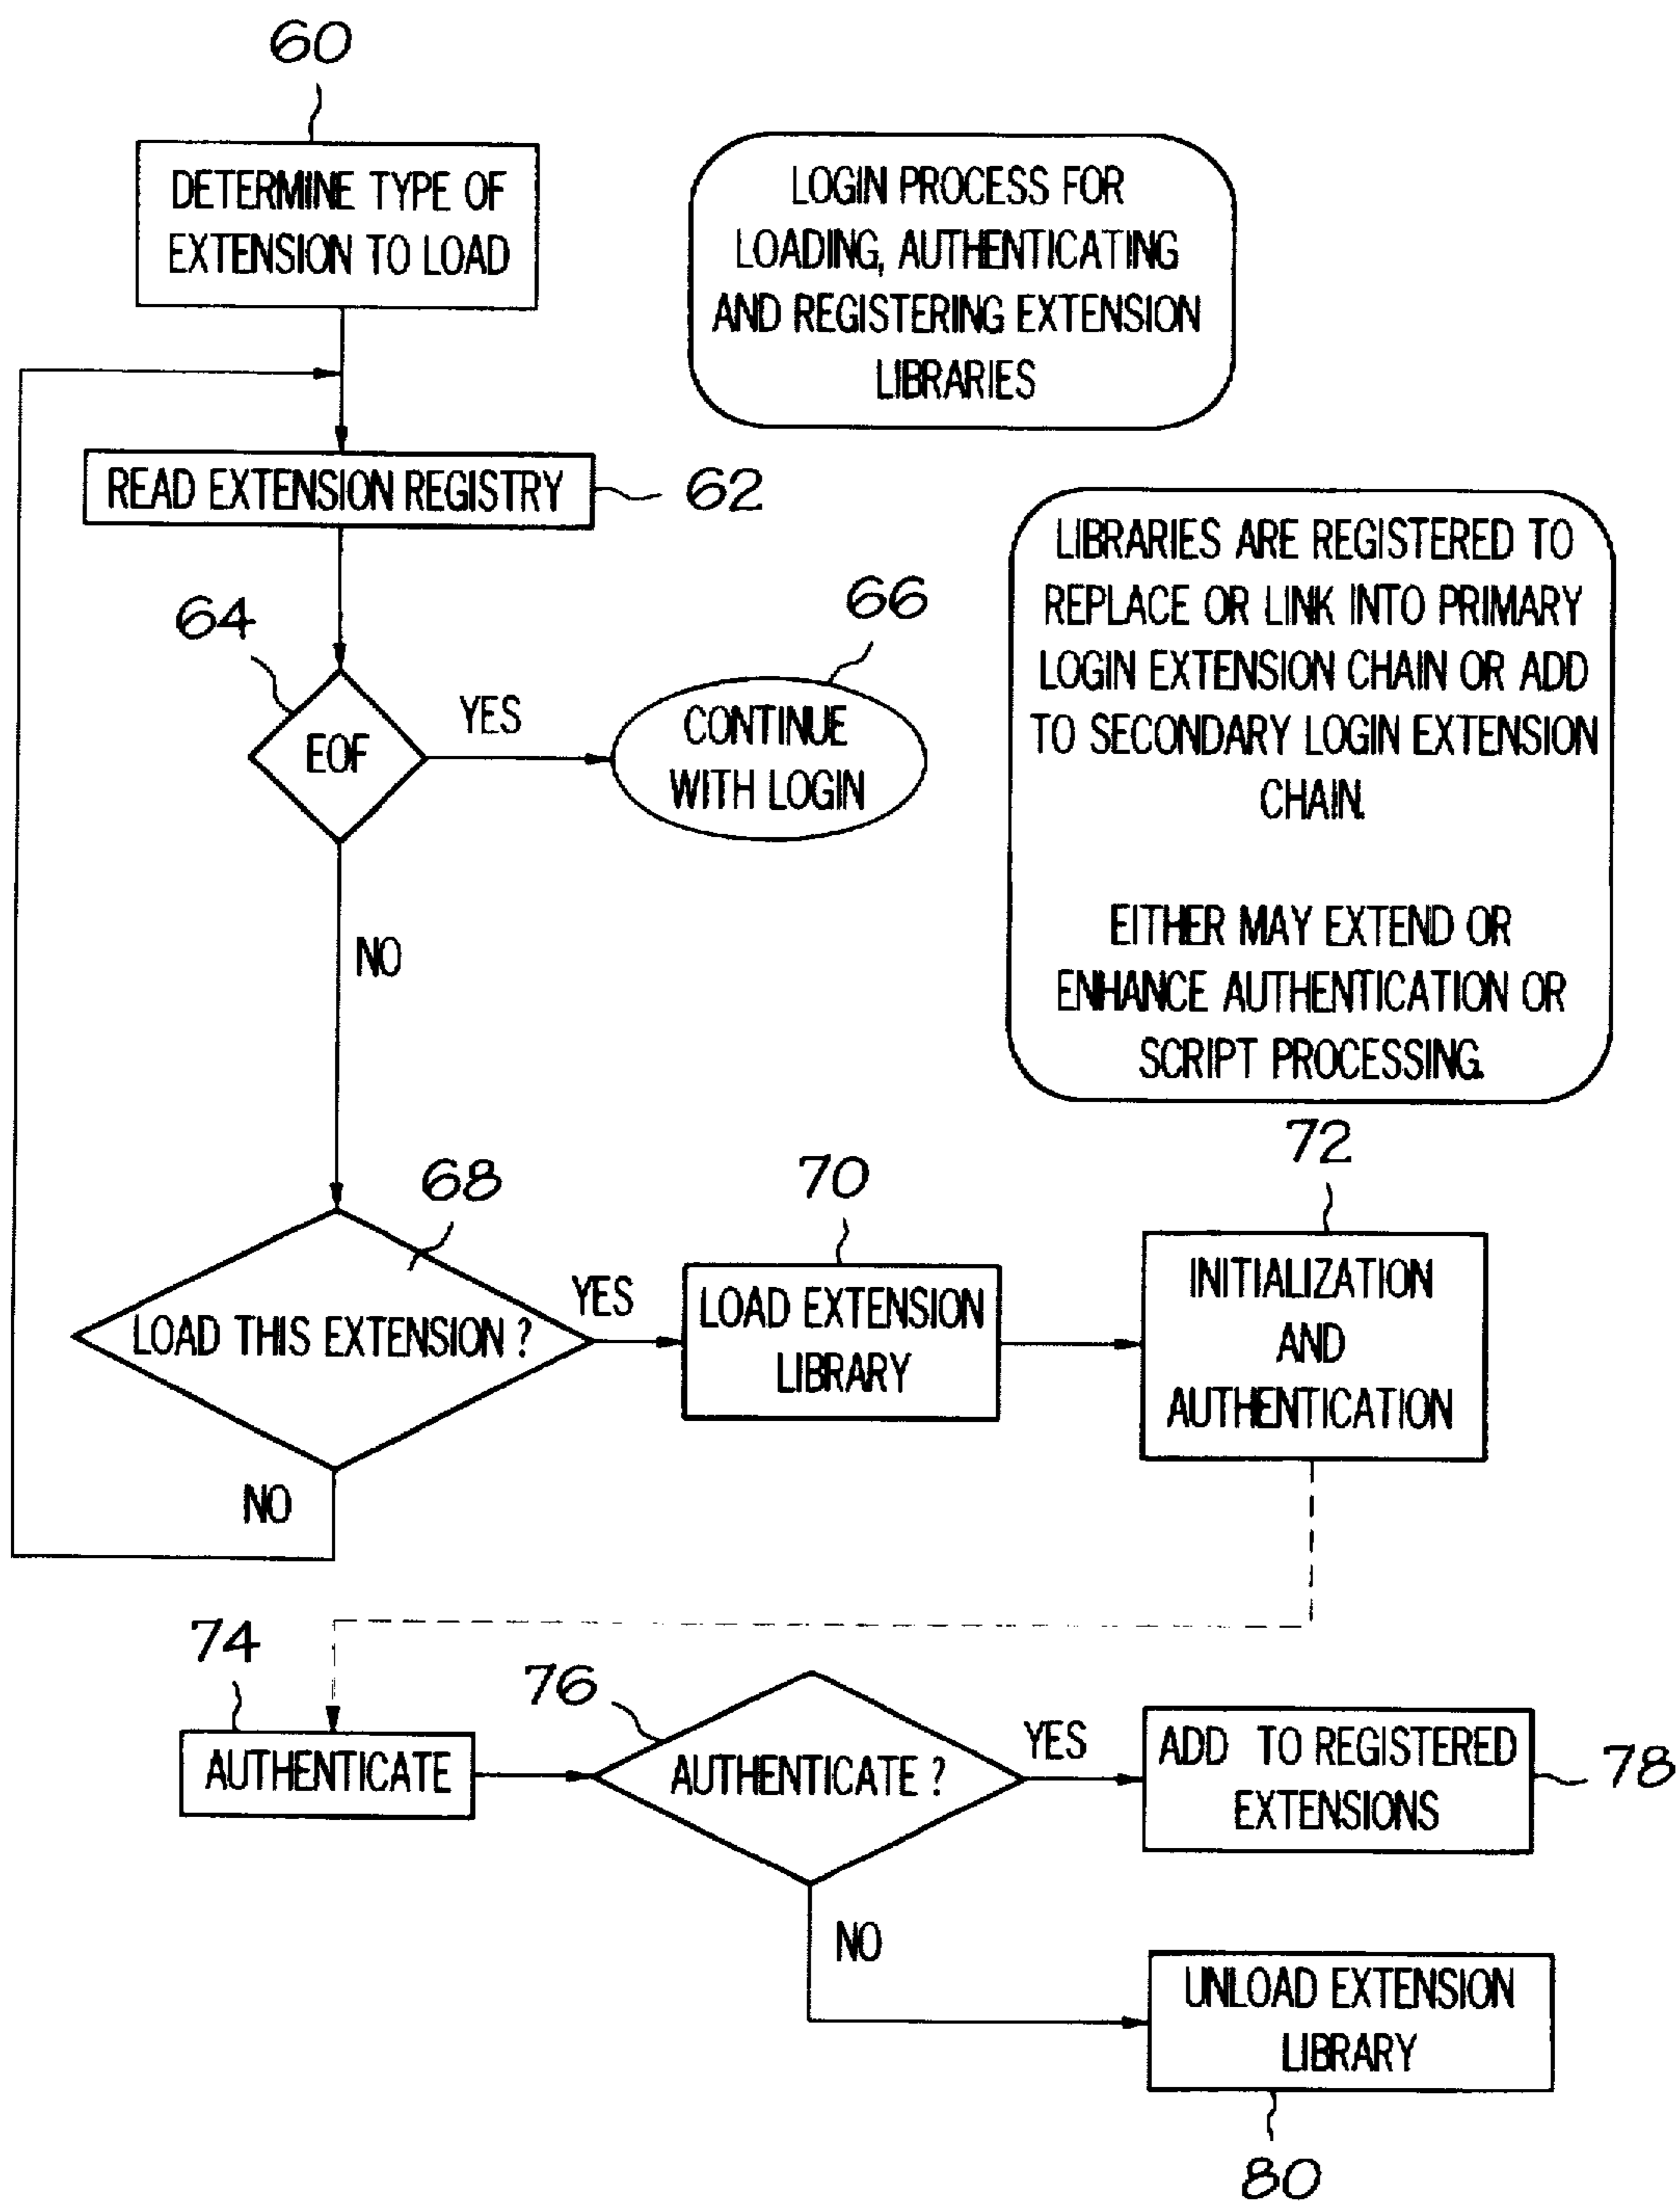 60
DETERMINE TYPE OF
EXTENSION TO LOAD
LOGIN PROCESS FOR
LOADING, AUTHENTICATING
AND REGISTERING EXTENSION
LIBRARIES
READ EXTENSION REGISTRY
62
LIBRARIES ARE REGISTERED TO
REPLACE OR LINK INTO PRIMARY
LOGIN EXTENSION CHAIN OR ADD
TO SECONDARY LOGIN EXTENSION
CHAIN.
EITHER MAY EXTEND OR
ENHANCE AUTHENTICATION OR
SCRIPT PROCESSING.
64
EOF
YES
66
CONTINUE
WITH LOGIN
NO
68
LOAD THIS EXTENSION ?
YES
70
LOAD EXTENSION
LIBRARY
72
INITIALIZATION
AND
AUTHENTICATION
NO
74
AUTHENTICATE
76
AUTHENTICATE ?
YES
ADD TO REGISTERED
EXTENSIONS
78
NO
UNLOAD EXTENSION
LIBRARY
80